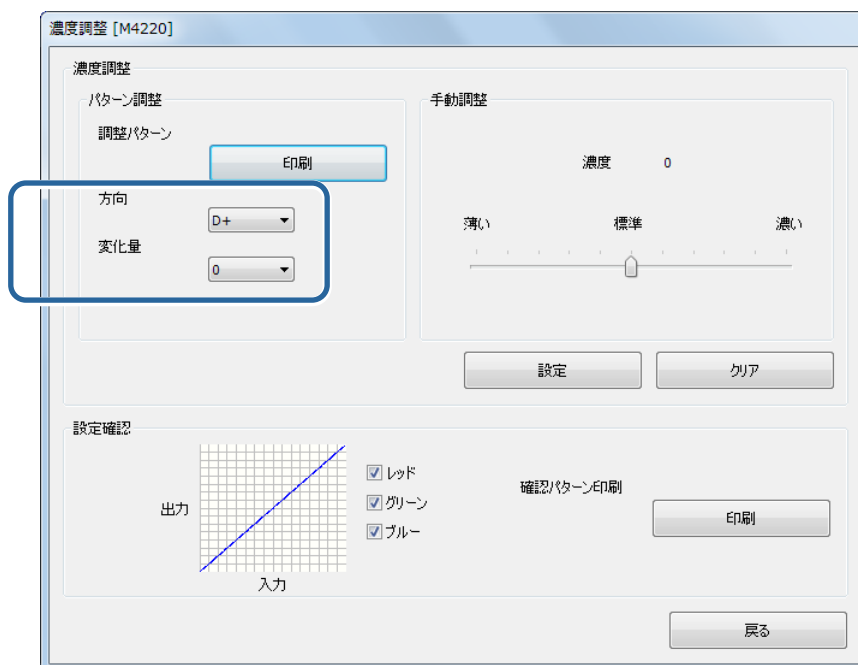 濃度調整 [M4220]
濃度調整
パターン調整
調整パターン
印刷
方向
D+
変化量
0
手動調整
濃度 0
薄い 標準 濃い
設定 クリア
設定確認
出力
入力
レッド
グリーン
ブルー
確認パターン印刷
印刷
戻る